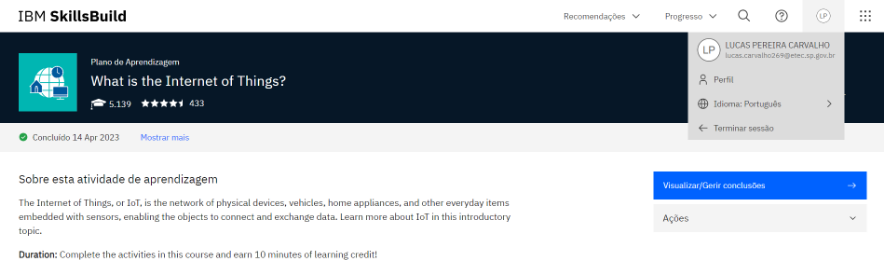 IBM SkillsBuild
Recomendações
Progresso
LP
LP
LUCAS PEREIRA CARVALHO
lucas.carvalho269@etec.sp.gov.br
Perfil
Idioma: Português
Terminar sessão
Plano de Aprendizagem
What is the Internet of Things?
5.139
433
Concluído 14 Apr 2023
Mostrar mais
Sobre esta atividade de aprendizagem
The Internet of Things, or IoT, is the network of physical devices, vehicles, home appliances, and other everyday items
embedded with sensors, enabling the objects to connect and exchange data. Learn more about IoT in this introductory
topic.
Duration: Complete the activities in this course and earn 10 minutes of learning credit!
Visualizar/Gerir conclusões
Ações